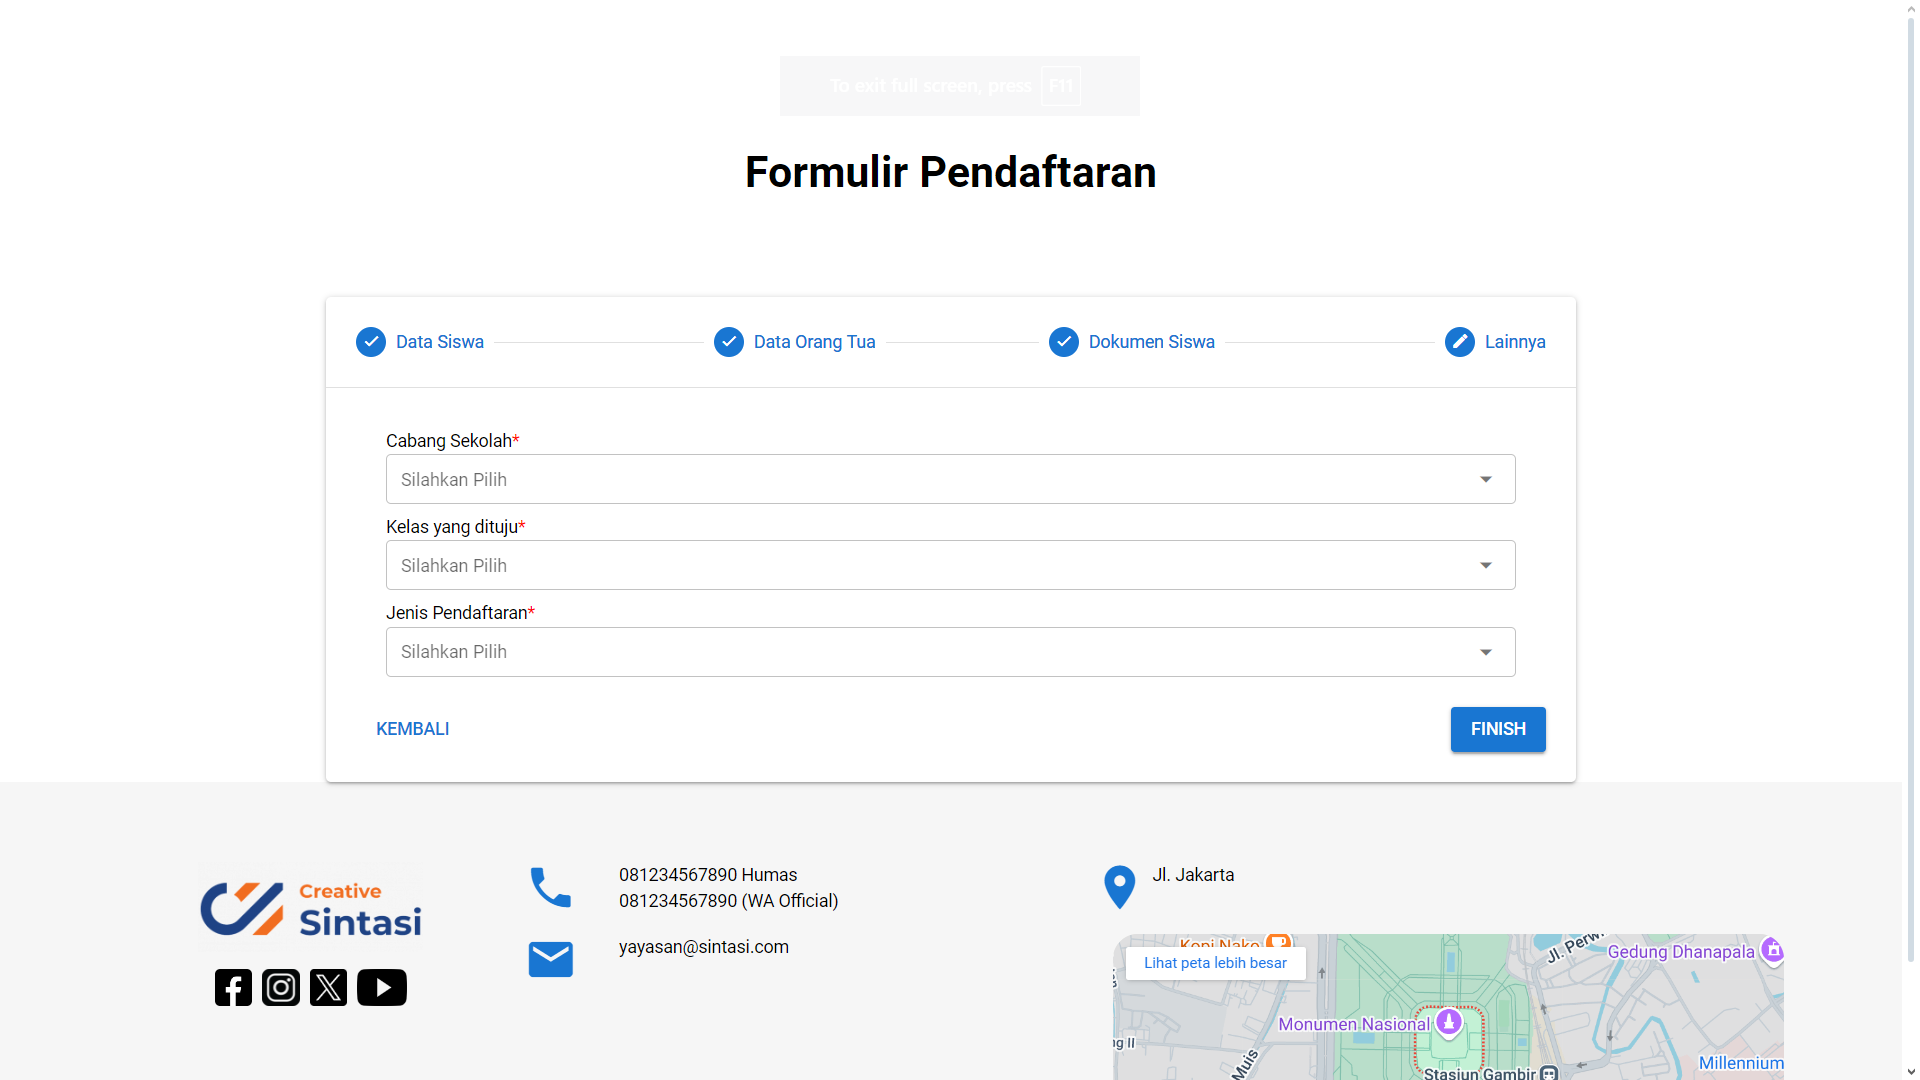 To exit full screen, press F11
Formulir Pendaftaran
Data Siswa
Data Orang Tua
Dokumen Siswa
Lainnya
Cabang Sekolah*
Silahkan Pilih
Kelas yang dituju*
Silahkan Pilih
Jenis Pendaftaran*
Silahkan Pilih
KEMBALI
FINISH
Creative
Sintasi
081234567890 Humas
081234567890 (WA Official)
yayasan@sintasi.com
Jl. Jakarta
Kopi Nako
Lihat peta lebih besar
Jl. Perwi
Gedung Dhanapala
Monumen Nasional
ng II
Muis
Millennium
Stasiun Gambir